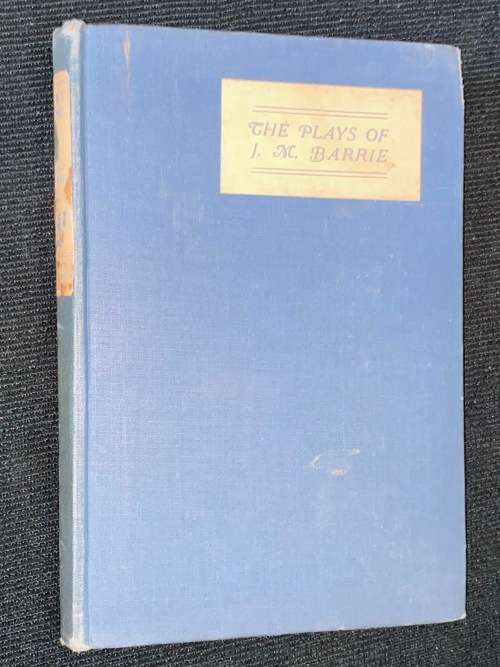 THE PLAYS OF
J. M. BARRIE